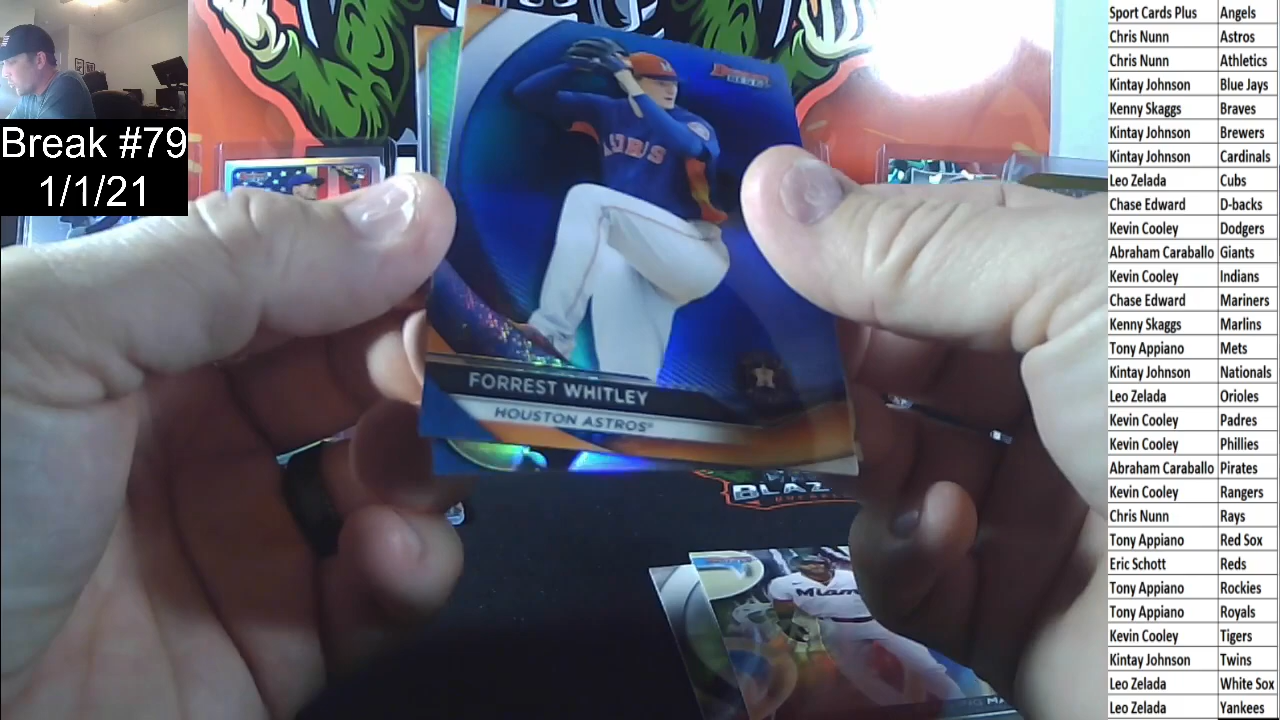 Break #79
1/1/21
FORREST WHITLEY
HOUSTON ASTROS®
BLAZ
Miam
Sport Cards Plus Angels
Chris Nunn Astros
Chris Nunn Athletics
Kintay Johnson Blue Jays
Kenny Skaggs Braves
Kintay Johnson Brewers
Kintay Johnson Cardinals
Leo Zelada Cubs
Chase Edward D-backs
Kevin Cooley Dodgers
Abraham Caraballo Giants
Kevin Cooley Indians
Chase Edward Mariners
Kenny Skaggs Marlins
Tony Appiano Mets
Kintay Johnson Nationals
Leo Zelada Orioles
Kevin Cooley Padres
Kevin Cooley Phillies
Abraham Caraballo Pirates
Kevin Cooley Rangers
Chris Nunn Rays
Tony Appiano Red Sox
Eric Schott Reds
Tony Appiano Rockies
Tony Appiano Royals
Kevin Cooley Tigers
Kintay Johnson Twins
Leo Zelada White Sox
Leo Zelada Yankees